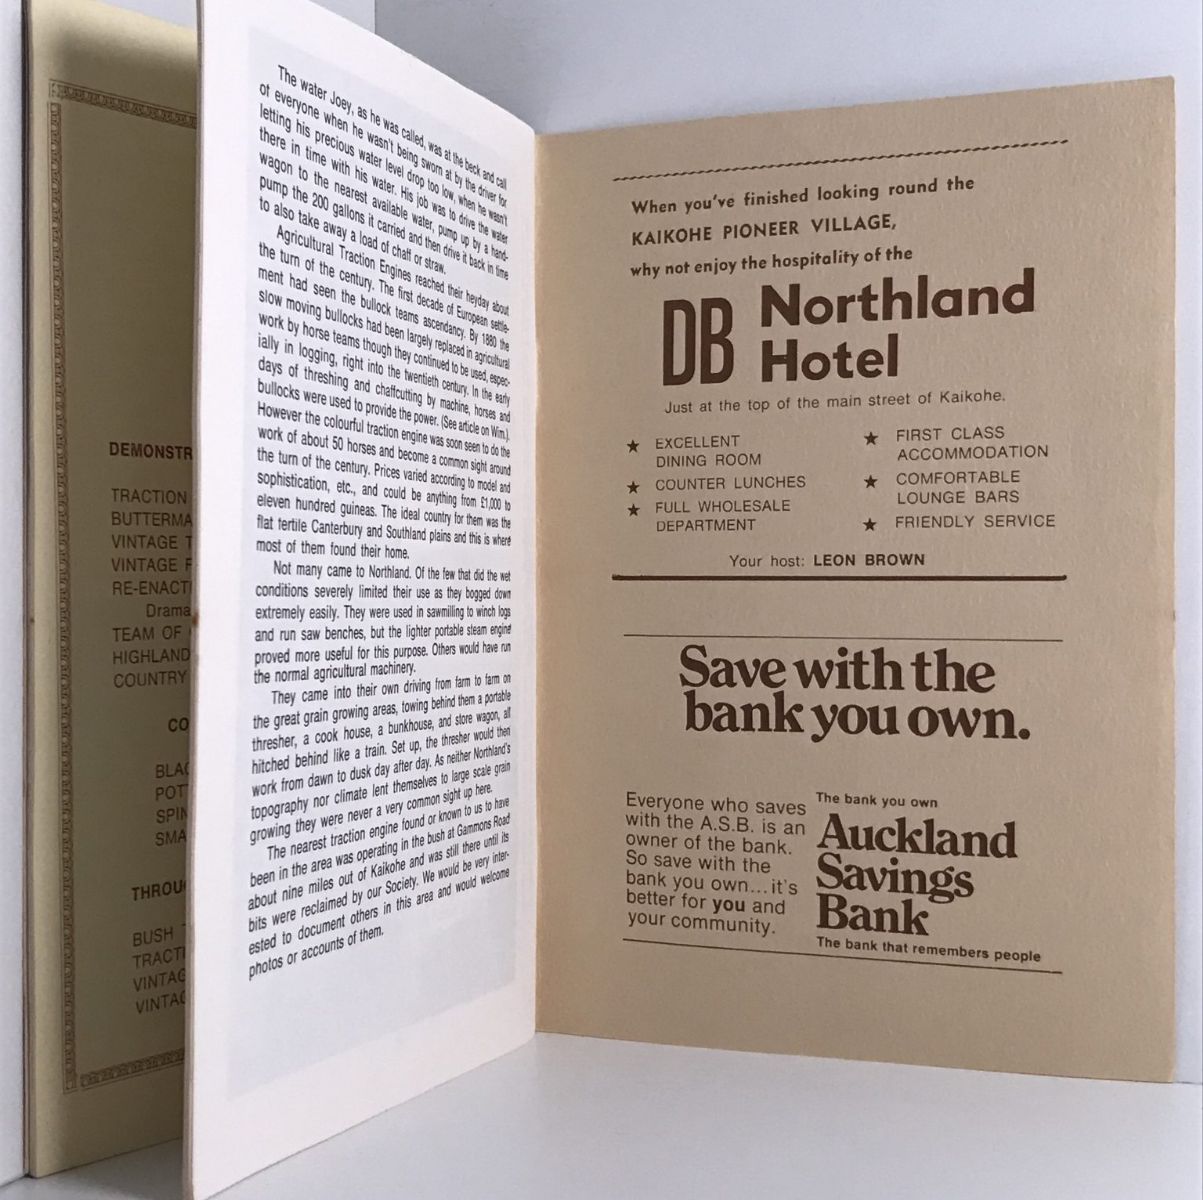 DEMONSTR
TRACTION
BUTTERMA
VINTAGE T
VINTAGE F
RE-ENACTI
Drama
TEAM OF
HIGHLAND
COUNTRY
CO
BLAC
POTT
SPIN
SMA
THROU
BUSH T
TRACTI
VINTAG
VINTAG
The water Joey, as he was called, was at the beck and call
of everyone when he wasn't being sworn at by the driver for
letting his precious water level drop too low, when he wasn't
there in time with his water. His job was to drive the water
wagon to the nearest available water, pump up by a hand-
pump the 200 gallons it carried and then drive it back in time
to also take away a load of chaff or straw.
Agricultural Traction Engines reached their heyday about
the turn of the century. The first decade of European settle-
ment had seen the bullock teams ascendancy. By 1880 the
slow moving bullocks had been largely replaced in agricultural
work by horse teams though they continued to be used, espec-
ially in logging, right into the twentieth century. In the early
days of threshing and chaffcutting by machine, horses and
bullocks were used to provide the power. (See article on Wim.).
However the colourful traction engine was soon seen to do the
work of about 50 horses and become a common sight around
the turn of the century. Prices varied according to model and
sophistication, etc., and could be anything from £1,000 to
eleven hundred guineas. The ideal country for them was the
flat fertile Canterbury and Southland plains and this is where
most of them found their home.
Not many came to Northland. Of the few that did the wet
conditions severely limited their use as they bogged down
extremely easily. They were used in sawmilling to winch logs
and run saw benches, but the lighter portable steam engine
proved more useful for this purpose. Others would have run
the normal agricultural machinery.
They came into their own driving from farm to farm on
the great grain growing areas, towing behind them a portable
thresher, a cook house, a bunkhouse, and store wagon, all
hitched behind like a train. Set up, the thresher would then
work from dawn to dusk day after day. As neither Northland's
topography nor climate lent themselves to large scale grain
growing they were never a very common sight up here.
The nearest traction engine found or known to us to have
been in the area was operating in the bush at Gammons Road
about nine miles out of Kaikohe and was still there until its
bits were reclaimed by our Society. We would be very inter-
ested to document others in this area and would welcome
photos or accounts of them.
When you've finished looking round the
KAIKOHE PIONEER VILLAGE,
why not enjoy the hospitality of the
DB Northland
Hotel
Just at the top of the main street of Kaikohe.
★ EXCELLENT
DINING ROOM
★ COUNTER LUNCHES
★ FULL WHOLESALE
DEPARTMENT
★ FIRST CLASS
ACCOMMODATION
★ COMFORTABLE
LOUNGE BARS
★ FRIENDLY SERVICE
Your host: LEON BROWN
Save with the
bank you own.
Everyone who saves
with the A.S.B. is an
owner of the bank.
So save with the
bank you own...it's
better for you and
your community.
The bank you own
Auckland
Savings
Bank
The bank that remembers people